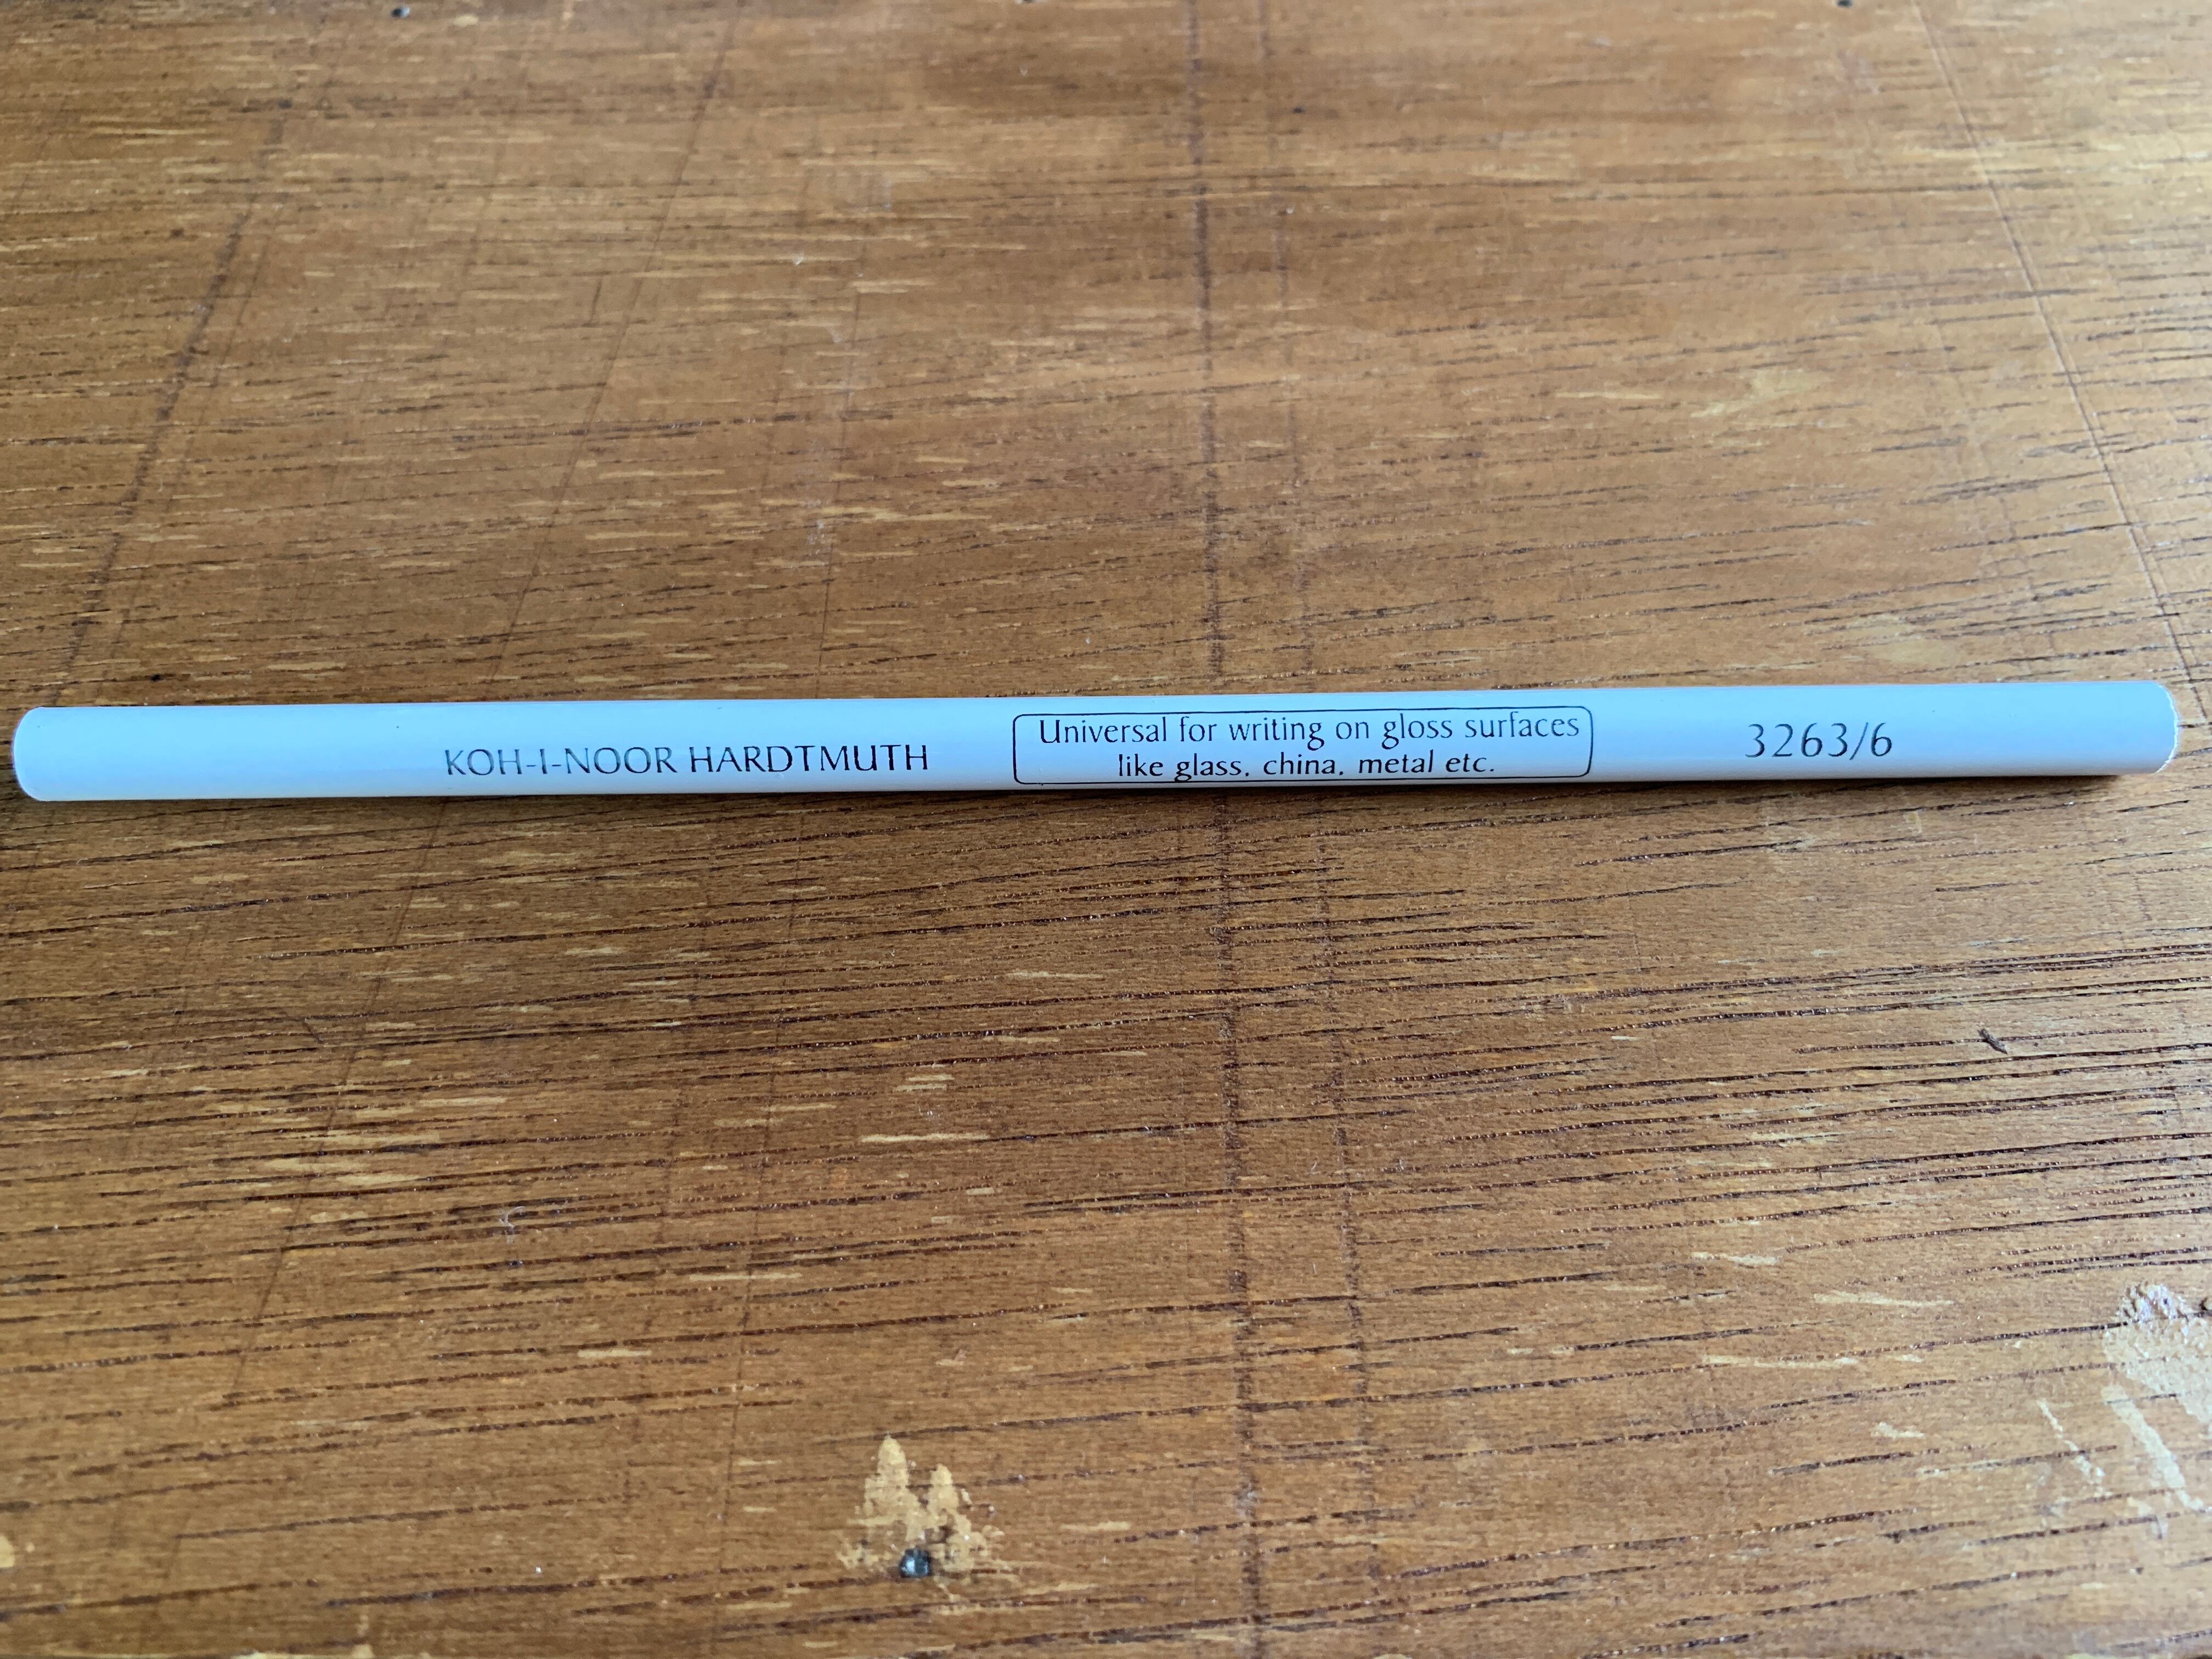 KOH-I-NOOR HARDTMUTH
Universal for writing on gloss surfaces
like glass, china, metal etc.
3263/6